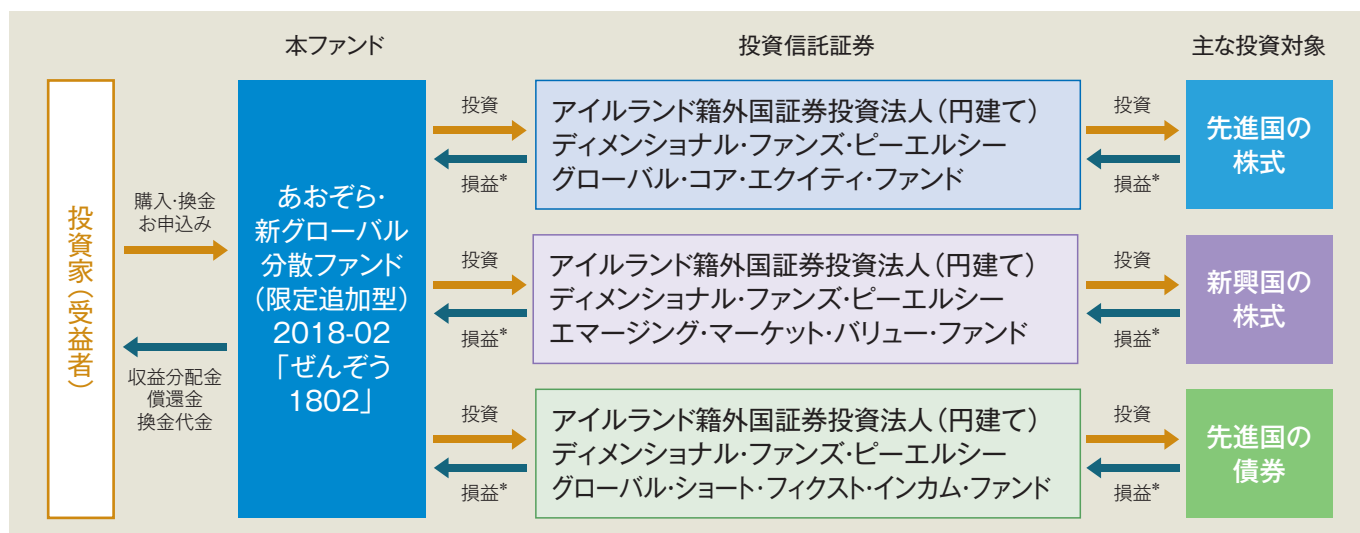 本ファンド
投資信託証券
主な投資対象
投資家(受益者)
購入・換金
お申込み
収益分配金
償還金
換金代金
あおぞら・
新グローバル
分散ファンド
(限定追加型)
2018-02
「ぜんぞう
1802」
投資
損益*
アイルランド籍外国証券投資法人(円建て)
ディメンショナル・ファンズ・ピーエルシー
グローバル・コア・エクイティ・ファンド
投資
損益*
先進国の
株式
投資
損益*
アイルランド籍外国証券投資法人(円建て)
ディメンショナル・ファンズ・ピーエルシー
エマージング・マーケット・バリュー・ファンド
投資
損益*
新興国の
株式
投資
損益*
アイルランド籍外国証券投資法人(円建て)
ディメンショナル・ファンズ・ピーエルシー
グローバル・ショート・フィクスト・インカム・ファンド
投資
損益*
先進国の
債券